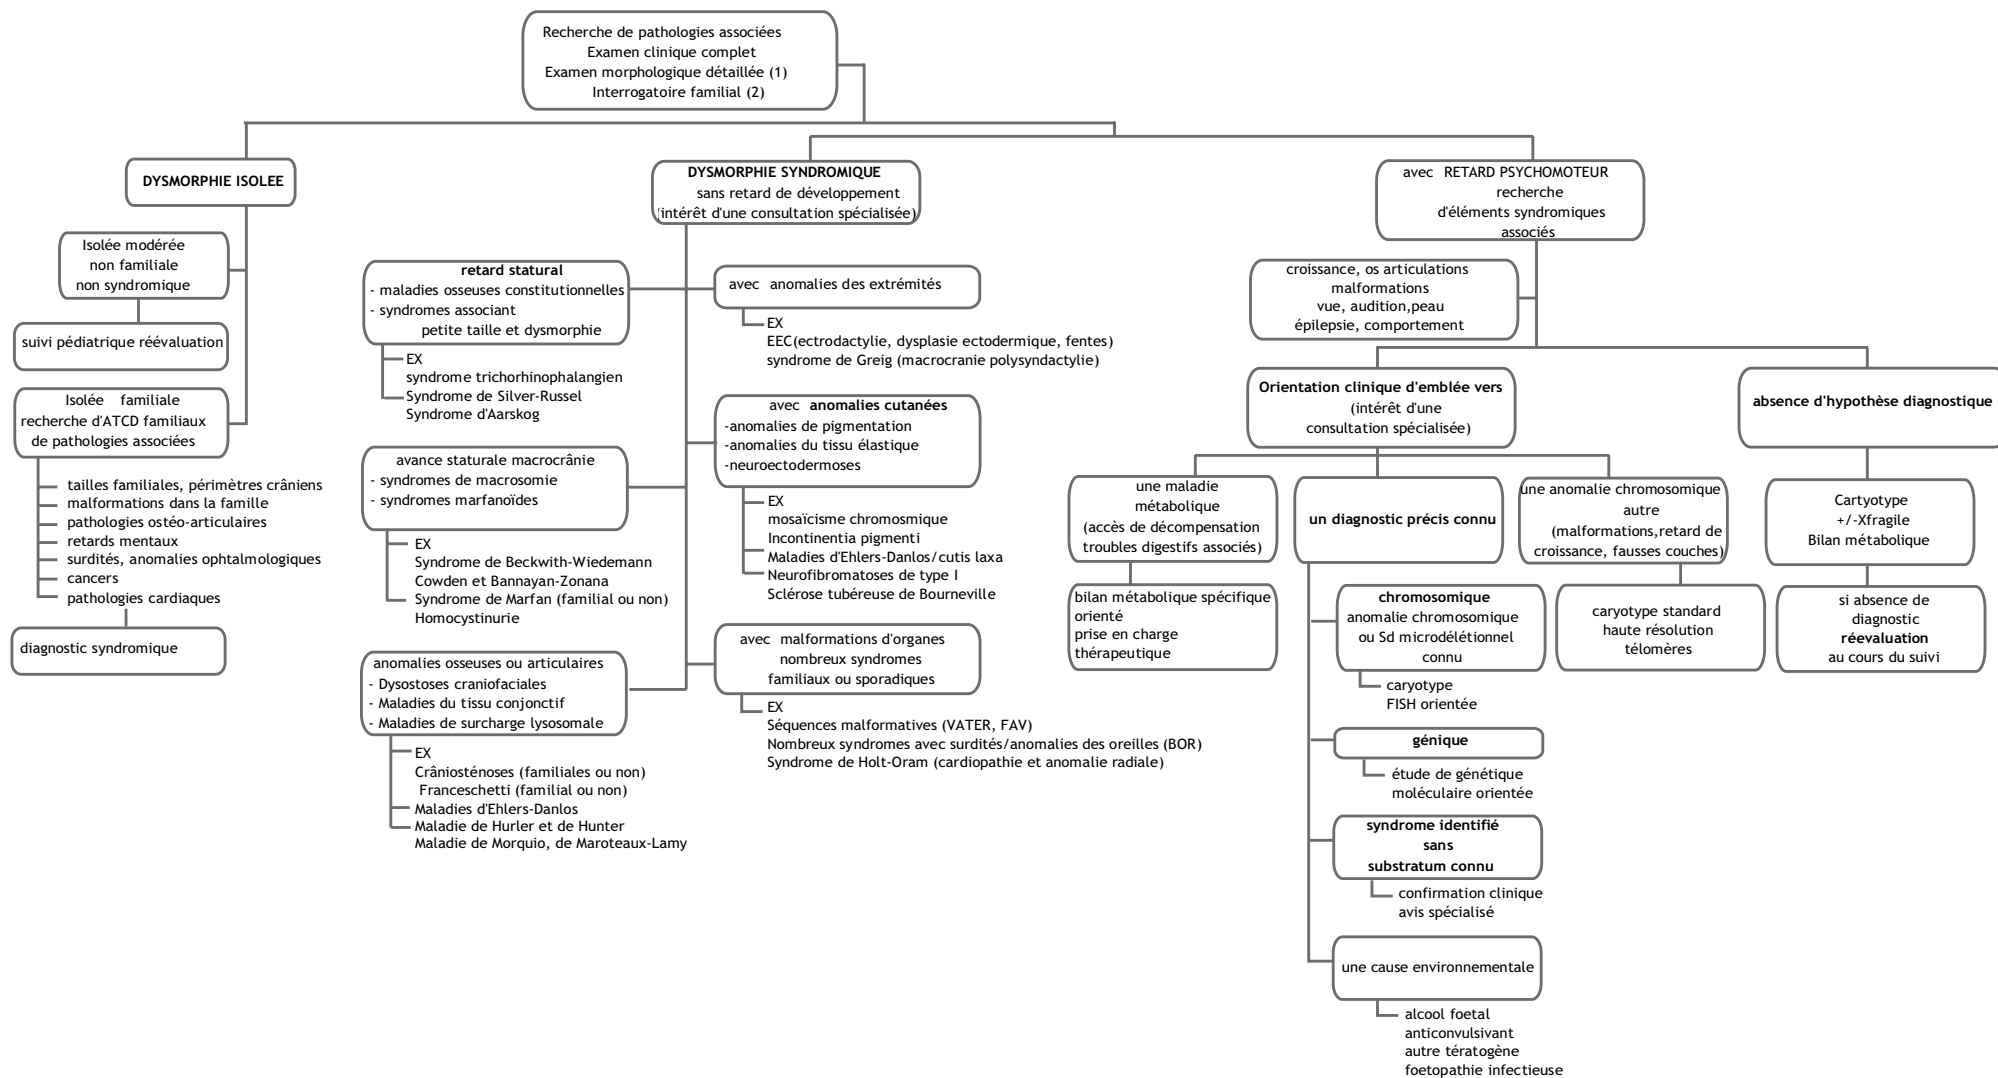 Recherche de pathologies associées
Examen clinique complet
Examen morphologique détaillée (1)
Interrogatoire familial (2)
DYSMORPHIE ISOLEE
Isolée modérée
non familiale
non syndromique
suivi pédiatrique réévaluation
Isolée familiale
recherche d'ATCD familiaux
de pathologies associées
tailles familiales, périmètres crâniens
malformations dans la famille
pathologies ostéo-articulaires
retards mentaux
surdités, anomalies ophtalmologiques
cancers
pathologies cardiaques
diagnostic syndromique
DYSMORPHIE SYNDROMIQUE
sans retard de développement
(intérêt d'une consultation spécialisée)
retard statural
- maladies osseuses constitutionnelles
- syndromes associant
petite taille et dysmorphie
EX
syndrome trichorhinophalangien
Syndrome de Silver-Russel
Syndrome d'Aarskog
avance staturale macrocrânie
- syndromes de macrosomie
- syndromes marfanoïdes
EX
Syndrome de Beckwith-Wiedemann
Cowden et Bannayan-Zonana
Syndrome de Marfan (familial ou non)
Homocystinurie
anomalies osseuses ou articulaires
- Dysostoses craniofaciales
- Maladies du tissu conjonctif
- Maladies de surcharge lysosomale
EX
Crâniosténoses (familiales ou non)
Franceschetti (familial ou non)
Maladies d'Ehlers-Danlos
Maladie de Hurler et de Hunter
Maladie de Morquio, de Maroteaux-Lamy
avec anomalies des extrémités
EX
EEC(ectrodactylie, dysplasie ectodermique, fentes)
syndrome de Greig (macrocranie polysyndactylie)
avec anomalies cutanées
-anomalies de pigmentation
-anomalies du tissu élastique
-neuroectodermoses
EX
mosaïcisme chromosmique
Incontinentia pigmenti
Maladies d'Ehlers-Danlos/cutis laxa
Neurofibromatoses de type I
Sclérose tubéreuse de Bourneville
avec malformations d'organes
nombreux syndromes
familiaux ou sporadiques
EX
Séquences malformatives (VATER, FAV)
Nombreux syndromes avec surdités/anomalies des oreilles (BOR)
Syndrome de Holt-Oram (cardiopathie et anomalie radiale)
avec RETARD PSYCHOMOTEUR
recherche
d'éléments syndromiques
associés
croissance, os articulations
malformations
vue, audition,peau
épilepsie, comportement
Orientation clinique d'emblée vers
(intérêt d'une
consultation spécialisée)
une maladie
métabolique
(accès de décompensation
troubles digestifs associés)
bilan métabolique spécifique
orienté
prise en charge
thérapeutique
un diagnostic précis connu
chromosomique
anomalie chromosomique
ou Sd microdélétionnel
connu
caryotype
FISH orientée
génique
étude de génétique
moléculaire orientée
syndrome identifié
sans
substratum connu
confirmation clinique
avis spécialisé
une cause environnementale
alcool foetal
anticonvulsivant
autre tératogène
foetopathie infectieuse
une anomalie chromosomique
autre
(malformations,retard de
croissance, fausses couches)
caryotype standard
haute résolution
télomères
absence d'hypothèse diagnostique
Cartyotype
+/-Xfragile
Bilan métabolique
si absence de
diagnostic
réevaluation
au cours du suivi